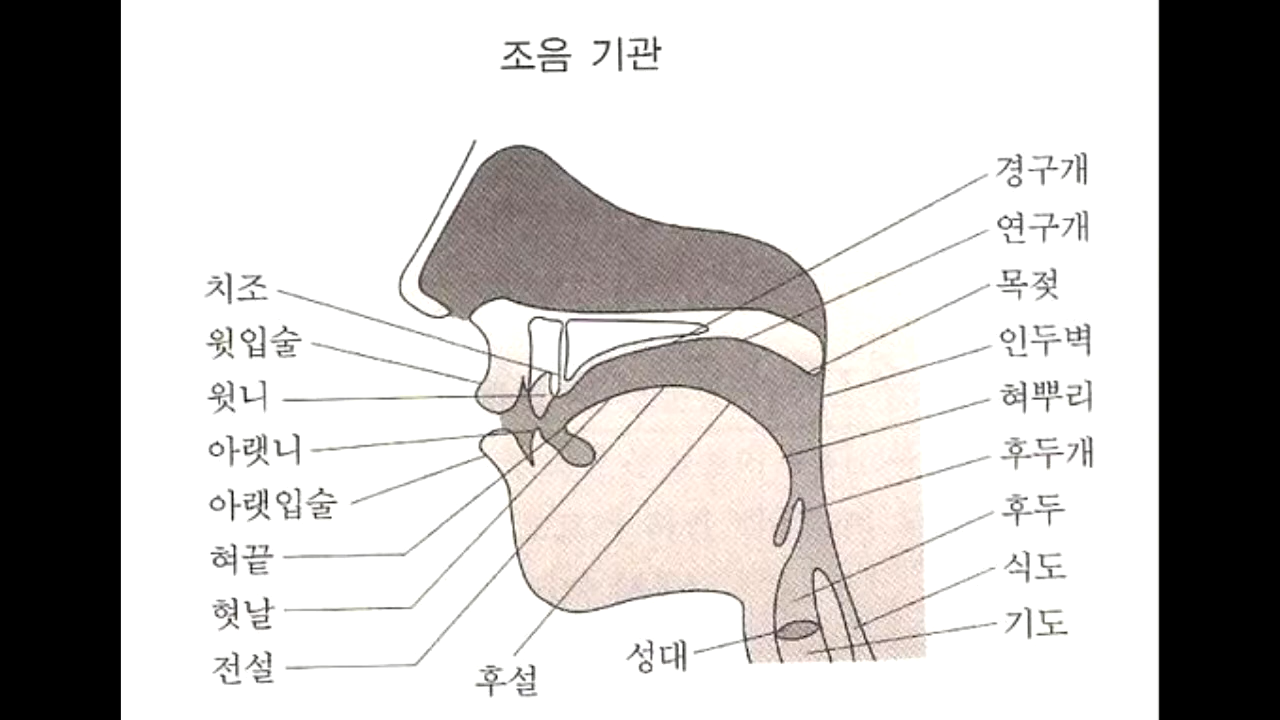 조음 기관
치조
윗입술
윗니
아랫니
아랫입술
혀끝
혓날
전설
후설
성대
경구개
연구개
목젖
인두벽
혀뿌리
후두개
후두
식도
기도